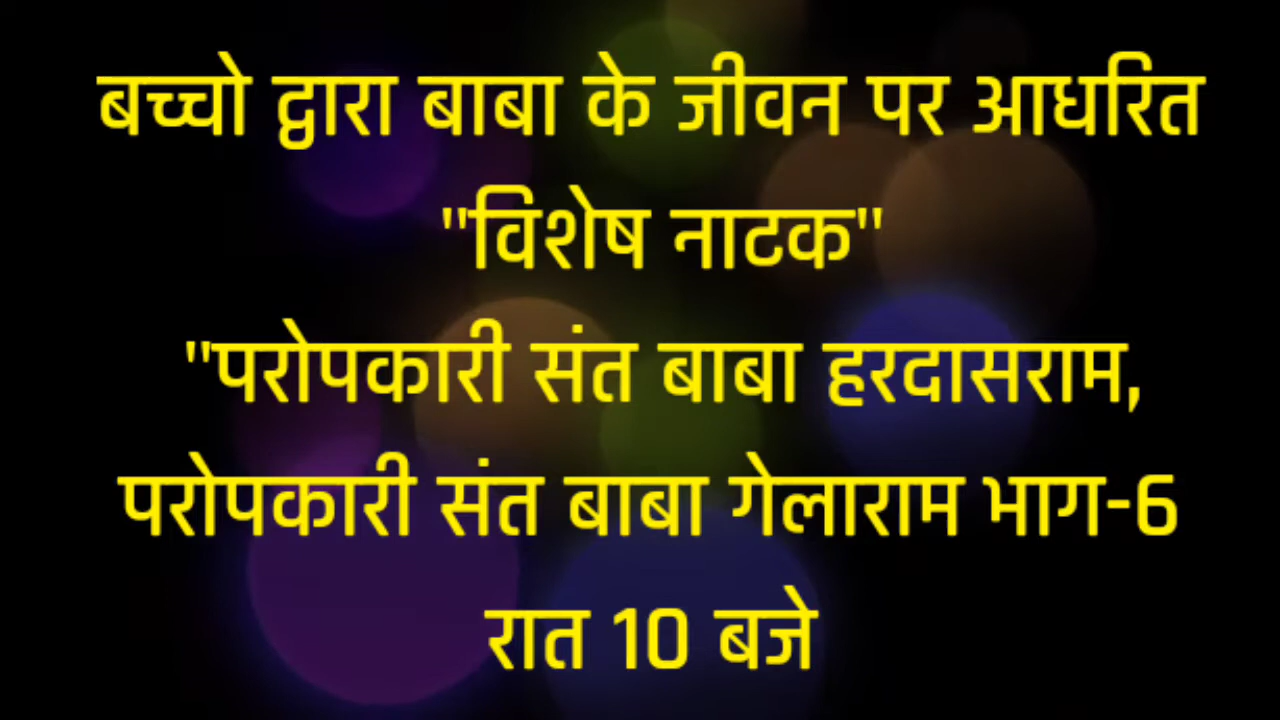 बच्चो द्वारा बाबा के जीवन पर आधरित
"विशेष नाटक"
"परोपकारी संत बाबा हरदासराम,
परोपकारी संत बाबा गेलाराम भाग-6
रात 10 बजे